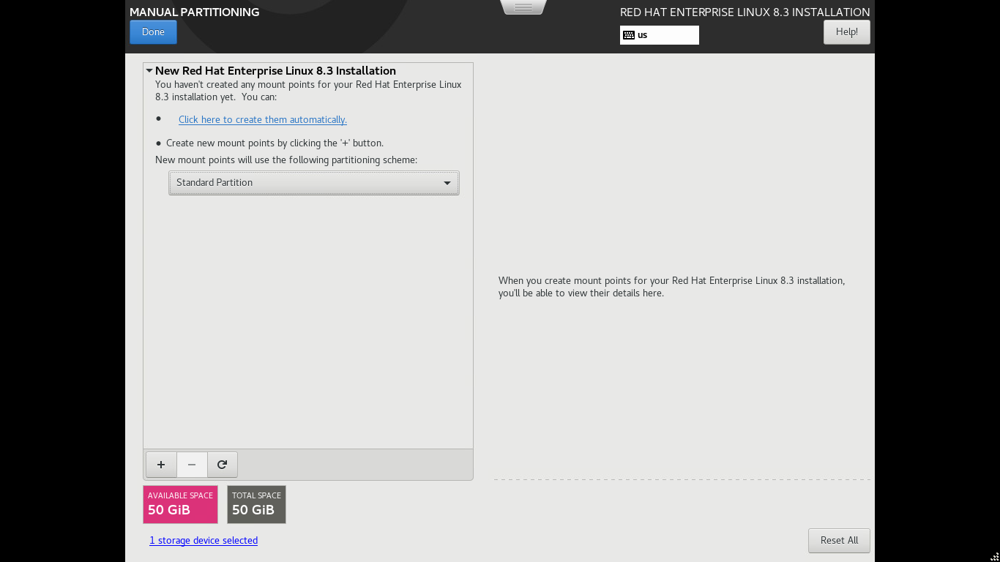 MANUAL PARTITIONING
RED HAT ENTERPRISE LINUX 8.3 INSTALLATION
Done
us
Help!
New Red Hat Enterprise Linux 8.3 Installation
You haven't created any mount points for your Red Hat Enterprise Linux
8.3 installation yet.  You can:
• Click here to create them automatically.
• Create new mount points by clicking the '+' button.
New mount points will use the following partitioning scheme:
Standard Partition
When you create mount points for your Red Hat Enterprise Linux 8.3 installation,
you'll be able to view their details here.
AVAILABLE SPACE
50 GiB
TOTAL SPACE
50 GiB
1 storage device selected
Reset All